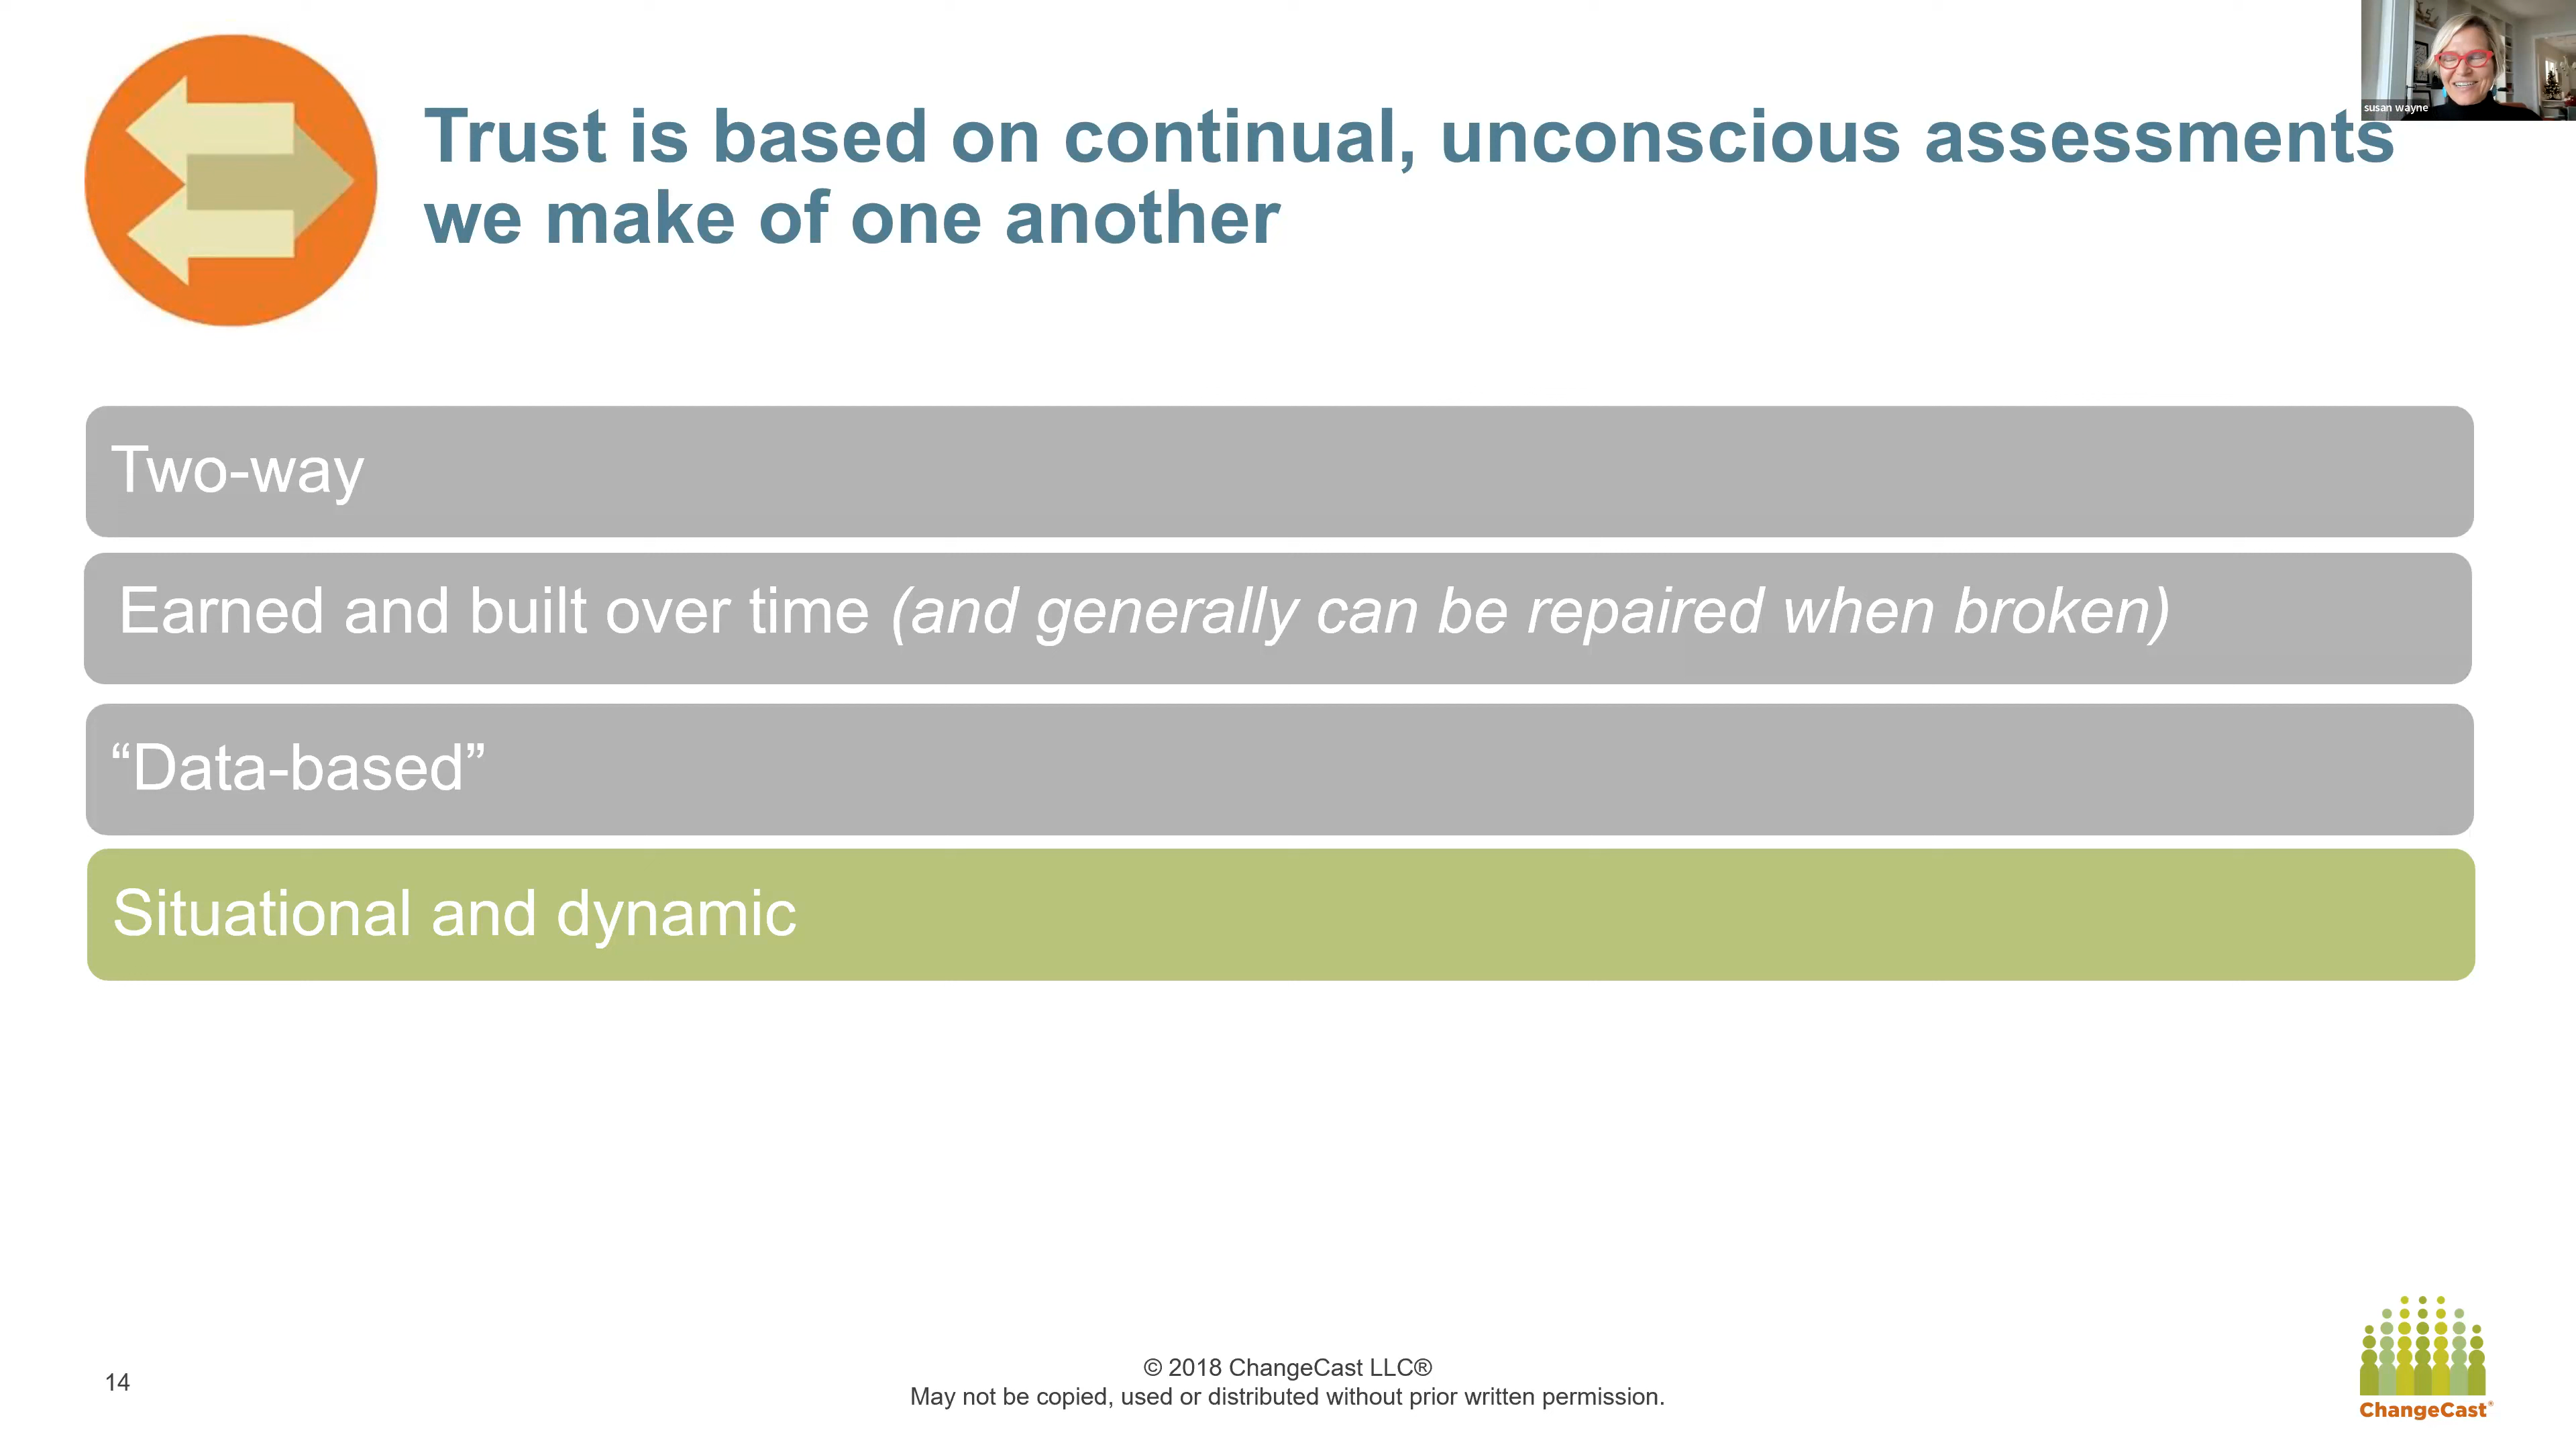 susan wayne
Trust is based on continual, unconscious assessments
we make of one another
Two-way
Earned and built over time (and generally can be repaired when broken)
“Data-based”
Situational and dynamic
14
© 2018 ChangeCast LLC®
May not be copied, used or distributed without prior written permission.
ChangeCast®